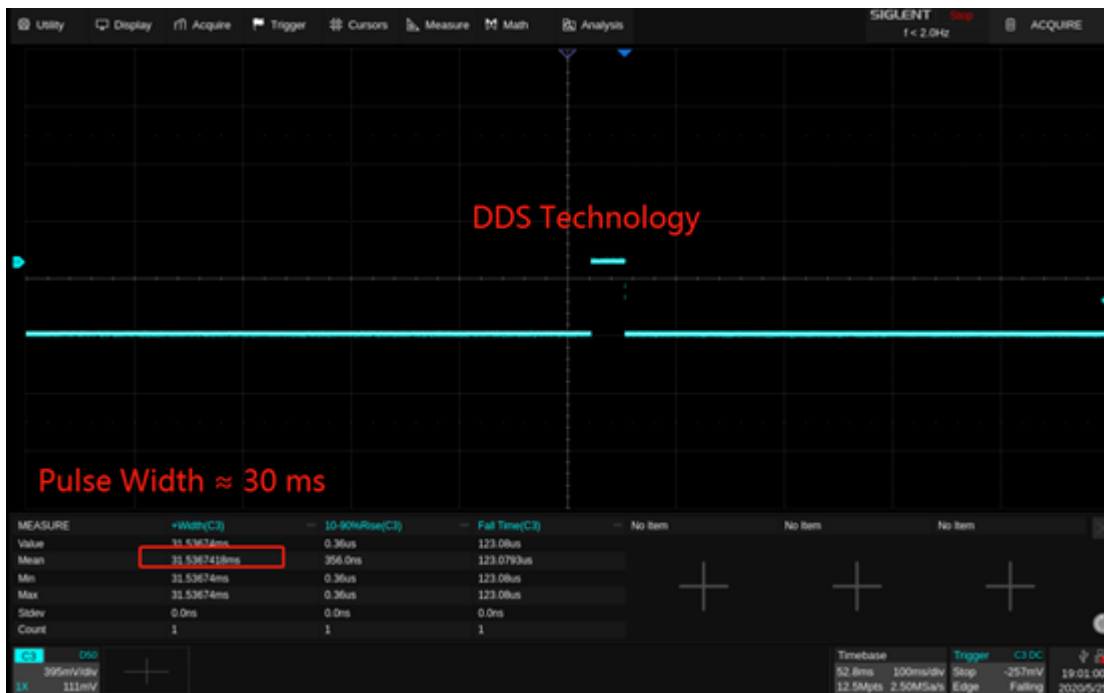 Utility Display Acquire Trigger Cursors Measure Math Analysis SIGLENT Stop ACQUIRE
f < 2.0Hz
DDS Technology
Pulse Width ≈ 30 ms
MEASURE +Width(C3) 10-90%Rise(C3) Fall Time(C3) No Item No Item No Item
Value 31.53674ms 0.36us 123.08us
Mean 31.5367418ms 356.0ns 123.0793us
Min 31.53674ms 0.36us 123.08us
Max 31.53674ms 0.36us 123.08us
Stdev 0.0ns 0.0ns 0.0ns
Count 1 1 1
C3 D50 Timebase Trigger C3 DC
395mV/div 52.8ms 100ms/div Stop -257mV 19:01:00
1X 111mV 12.5Mpts 2.50MSa/s Edge Falling